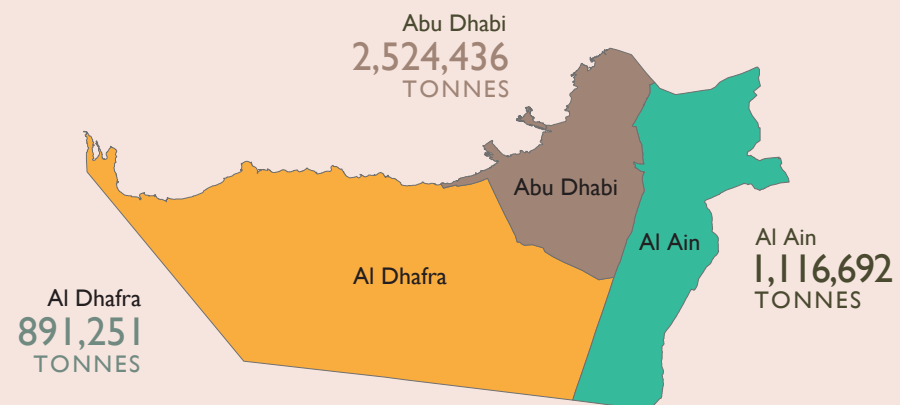 Abu Dhabi
2,524,436
TONNES
Abu Dhabi
Al Ain
Al Dhafra
Al Ain
1,116,692
TONNES
Al Dhafra
891,251
TONNES